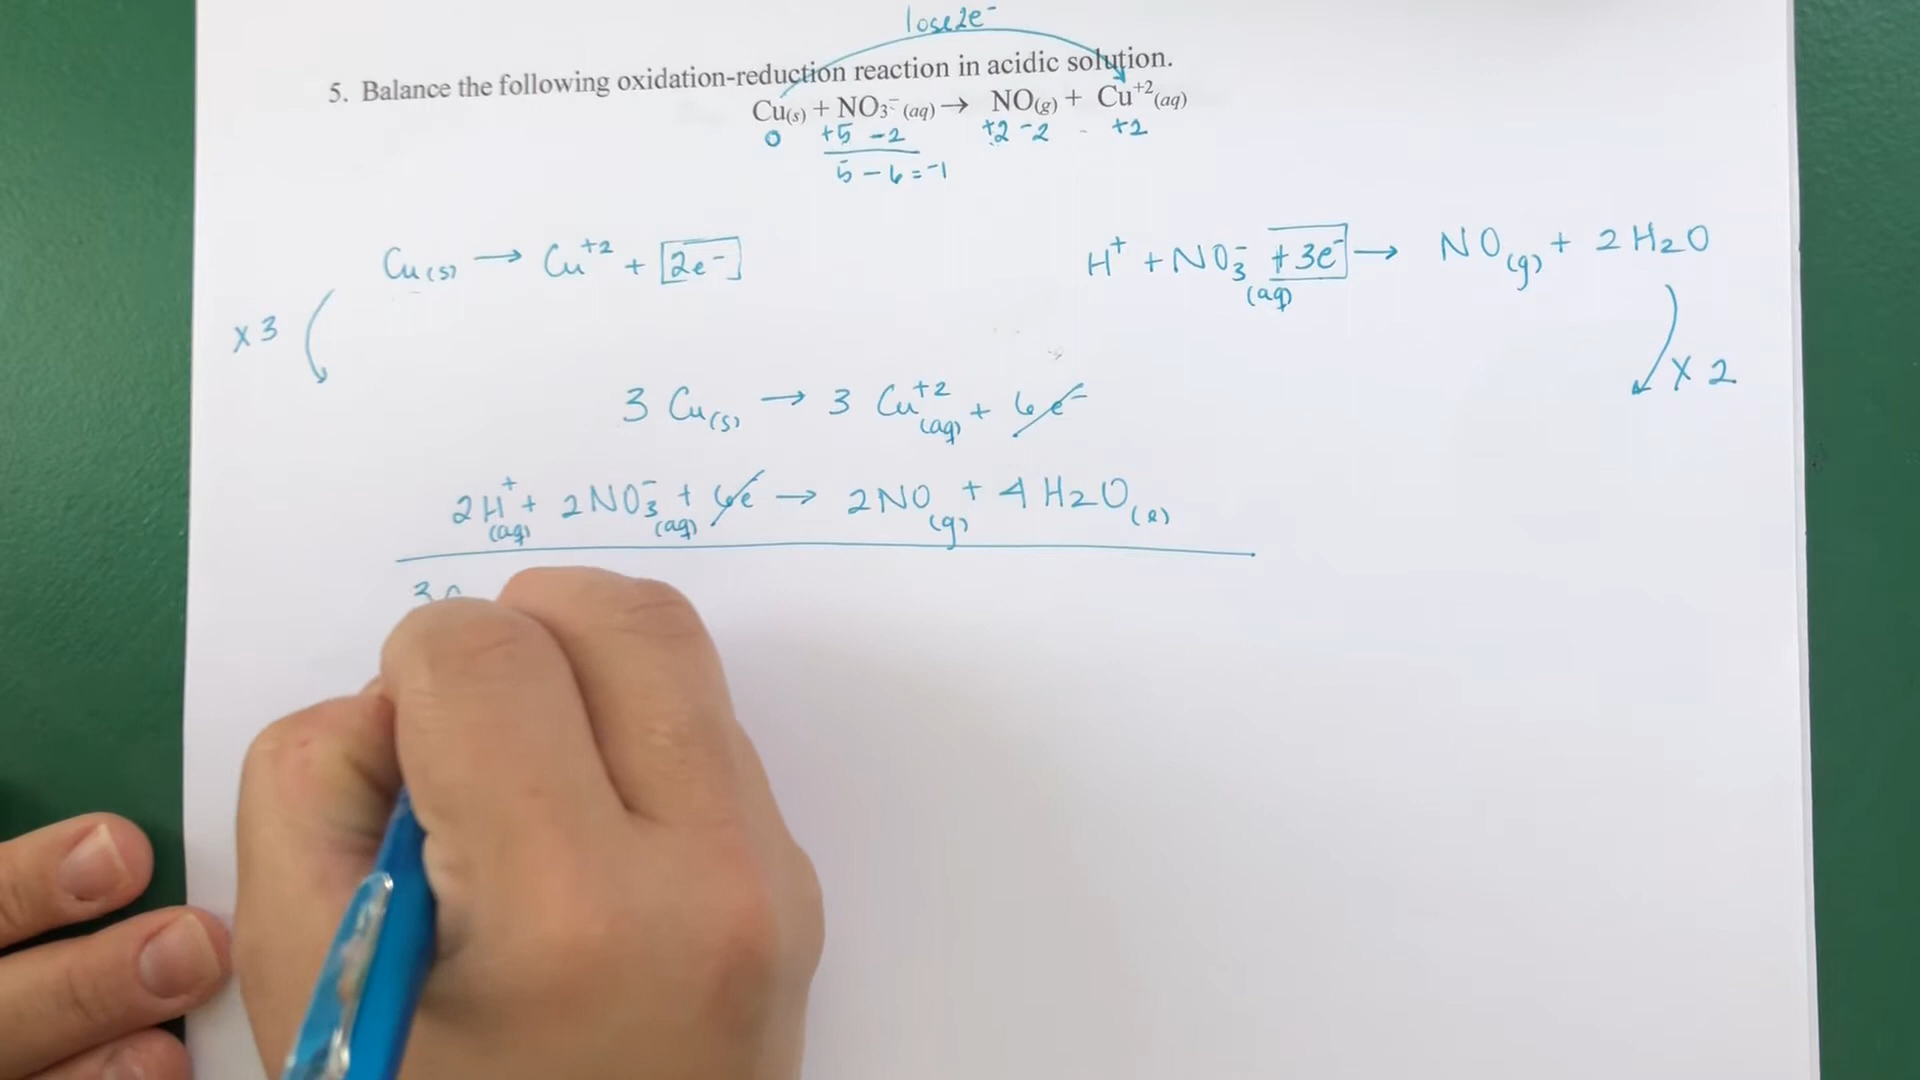 lose 2e⁻
5. Balance the following oxidation-reduction reaction in acidic solution.
Cu(s) + NO₃⁻ (aq) → NO(g) + Cu⁺²(aq)
0 +5 -2 +2 -2 +2
5 - 6 = -1
Cu(s) → Cu⁺² + 2e⁻
H⁺ + NO₃⁻(aq) + 3e⁻ → NO(g) + 2 H₂O
x 3
x 2
3 Cu(s) → 3 Cu⁺²(aq) + 6e⁻
2H⁺(aq) + 2NO₃⁻(aq) + 6e → 2NO(g) + 4 H₂O(l)
3